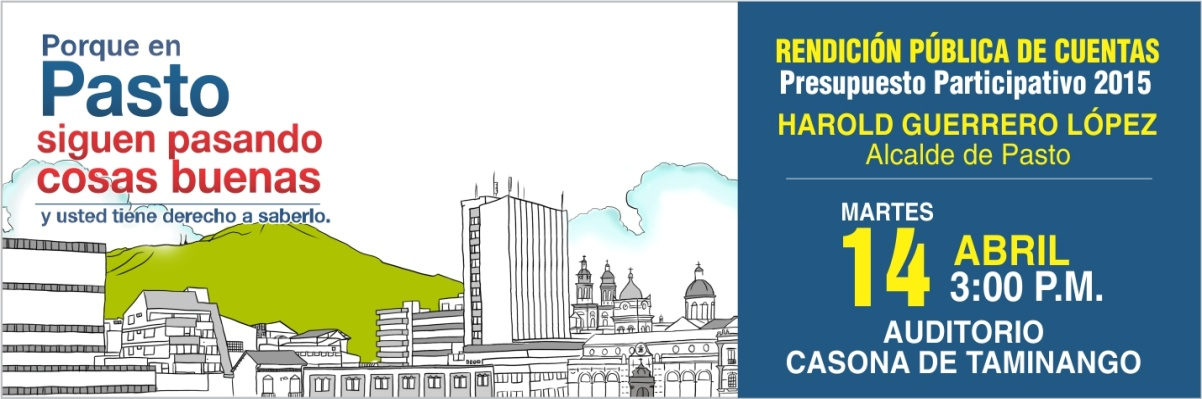 Porque en
Pasto
siguen pasando
cosas buenas
y usted tiene derecho a saberlo.
RENDICIÓN PÚBLICA DE CUENTAS
Presupuesto Participativo 2015
HAROLD GUERRERO LÓPEZ
Alcalde de Pasto
MARTES
14 ABRIL
3:00 P.M.
AUDITORIO
CASONA DE TAMINANGO